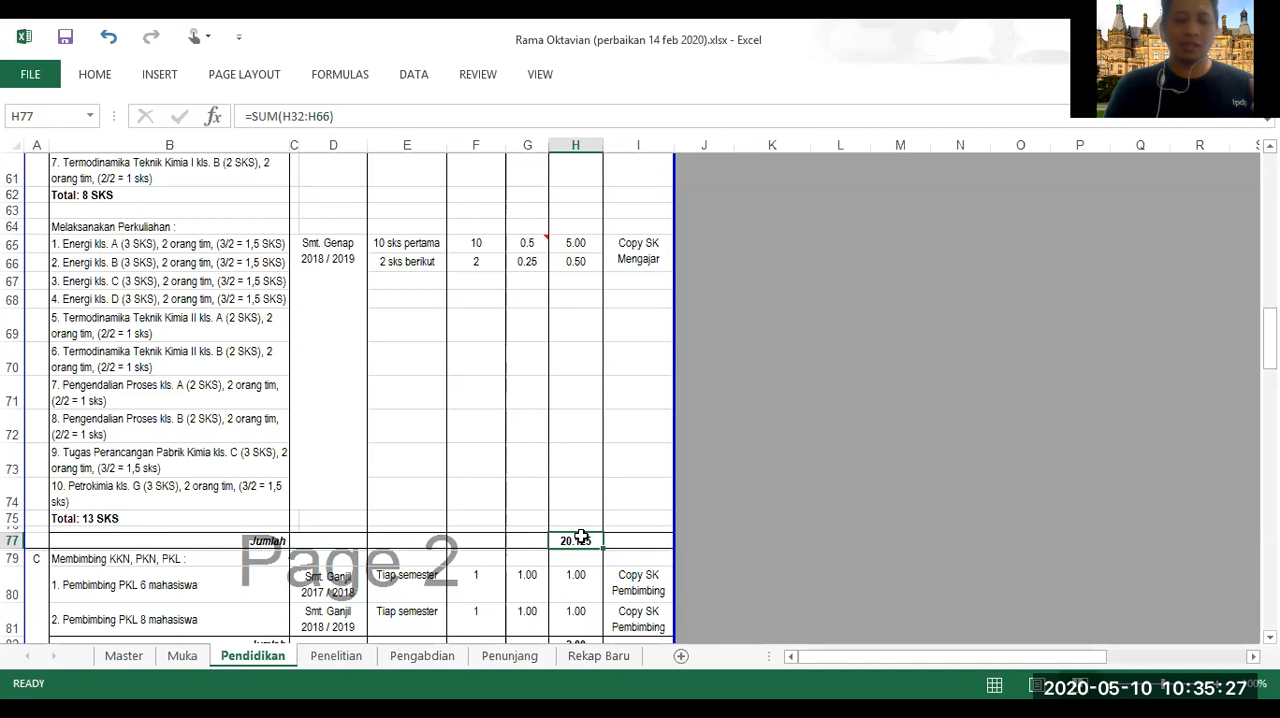 Rama Oktavian (perbaikan 14 feb 2020).xlsx - Excel
FILE HOME INSERT PAGE LAYOUT FORMULAS DATA REVIEW VIEW
H77 fx =SUM(H32:H66)
A B C D E F G H I J K L M N O P Q R S
7. Termodinamika Teknik Kimia I kls. B (2 SKS), 2
61 orang tim, (2/2 = 1 sks)
62 Total: 8 SKS
63
64 Melaksanakan Perkuliahan :
65 1. Energi kls. A (3 SKS), 2 orang tim, (3/2 = 1,5 SKS) Smt. Genap 10 sks pertama 10 0.5 5.00 Copy SK
66 2. Energi kls. B (3 SKS), 2 orang tim, (3/2 = 1,5 SKS) 2018 / 2019 2 sks berikut 2 0.25 0.50 Mengajar
67 3. Energi kls. C (3 SKS), 2 orang tim, (3/2 = 1,5 SKS)
68 4. Energi kls. D (3 SKS), 2 orang tim, (3/2 = 1,5 SKS)
5. Termodinamika Teknik Kimia II kls. A (2 SKS), 2
69 orang tim, (2/2 = 1 sks)
6. Termodinamika Teknik Kimia II kls. B (2 SKS), 2
70 orang tim, (2/2 = 1 sks)
7. Pengendalian Proses kls. A (2 SKS), 2 orang tim,
71 (2/2 = 1 sks)
8. Pengendalian Proses kls. B (2 SKS), 2 orang tim,
72 (2/2 = 1 sks)
9. Tugas Perancangan Pabrik Kimia kls. C (3 SKS), 2
73 orang tim, (3/2 = 1,5 sks)
10. Petrokimia kls. G (3 SKS), 2 orang tim, (3/2 = 1,5
74 sks)
75 Total: 13 SKS
77 Jumlah
Page 2
79 C Membimbing KKN, PKN, PKL :
80 1. Pembimbing PKL 6 mahasiswa Smt. Ganjil 2017 / 2018 Tiap semester 1 1.00 1.00 Copy SK Pembimbing
81 2. Pembimbing PKL 8 mahasiswa Smt. Ganjil 2018 / 2019 Tiap semester 1 1.00 1.00 Copy SK Pembimbing
Master Muka Pendidikan Penelitian Pengabdian Penunjang Rekap Baru
READY
2020-05-10 10:35:27
lpdp